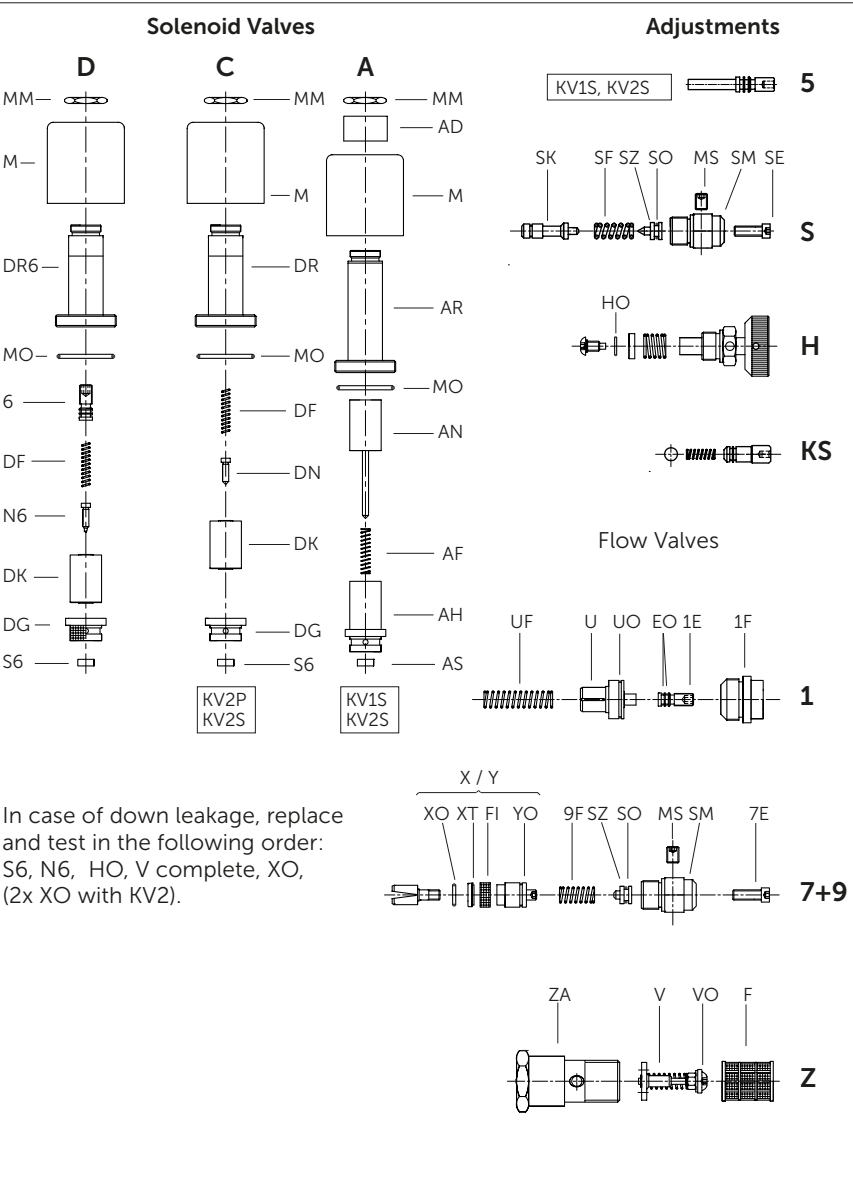 Solenoid Valves
D C A
MM MM MM
AD
M M M
DR6 DR AR
MO MO MO
6 DF AN
DF DN
N6 DK AF
DK AH
DG DG
S6 S6 AS
KV2P
KV2S
KV1S
KV2S
In case of down leakage, replace
and test in the following order:
S6, N6, HO, V complete, XO,
(2x XO with KV2).
Adjustments
KV1S, KV2S 5
SK SF SZ SO MS SM SE
S
HO
H
KS
Flow Valves
UF U UO EO 1E 1F
1
X / Y
XO XT FI YO 9F SZ SO MS SM 7E
7+9
ZA V VO F
Z